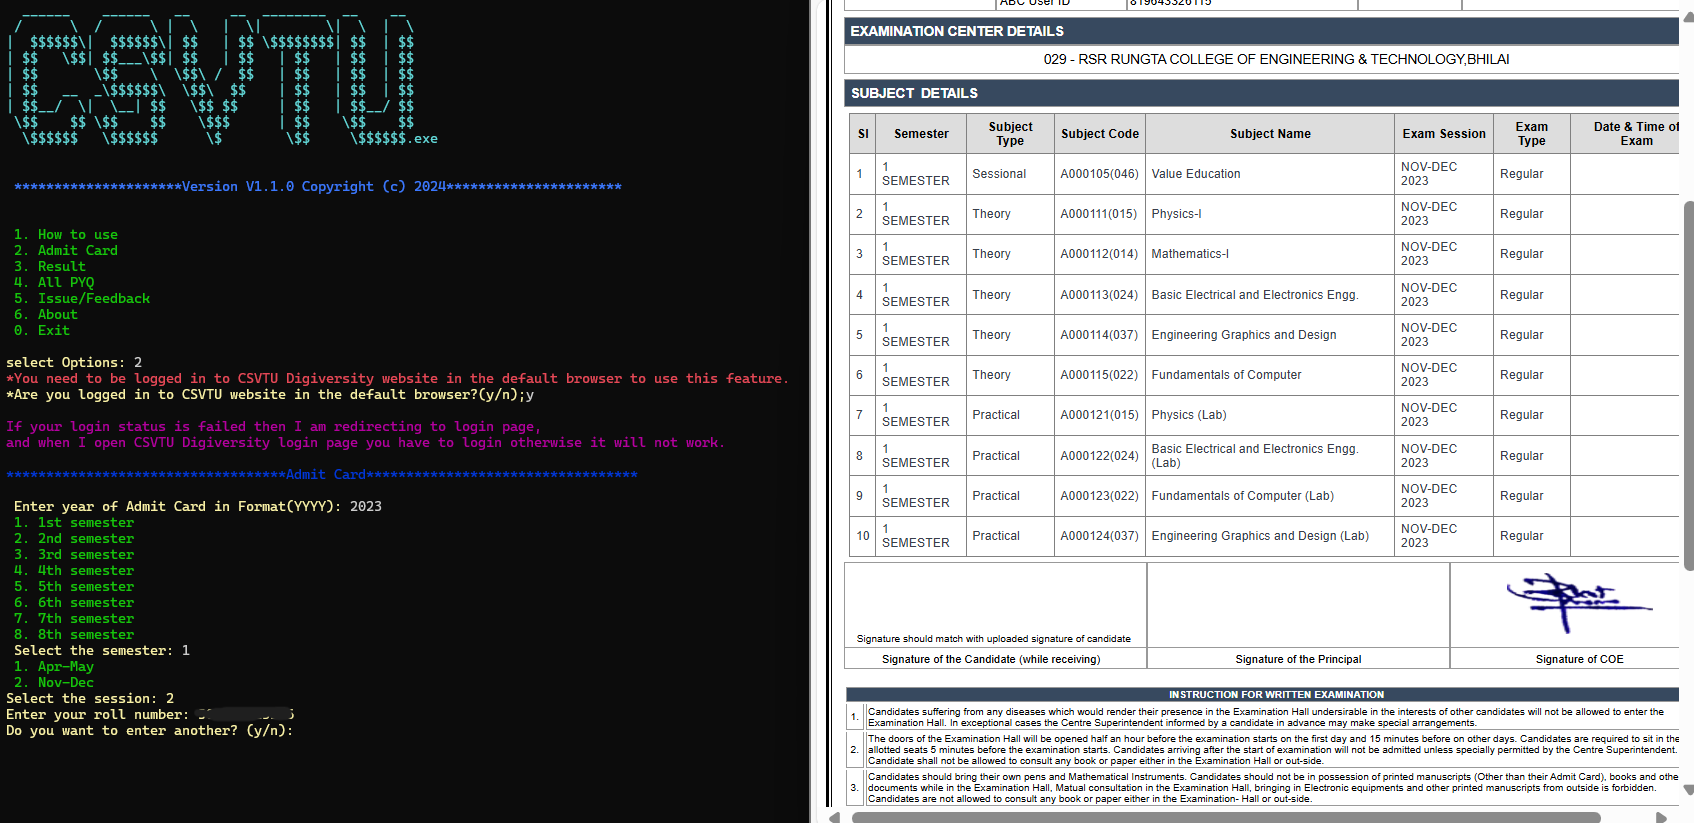 CSVTU.exe
*********************Version V1.1.0 Copyright (c) 2024**********************
1. How to use
2. Admit Card
3. Result
4. All PYQ
5. Issue/Feedback
6. About
0. Exit
select Options: 2
*You need to be logged in to CSVTU Digiversity website in the default browser to use this feature.
*Are you logged in to CSVTU website in the default browser?(y/n);y
If your login status is failed then I am redirecting to login page,
and when I open CSVTU Digiversity login page you have to login otherwise it will not work.
***********************************Admit Card**********************************
Enter year of Admit Card in Format(YYYY): 2023
1. 1st semester
2. 2nd semester
3. 3rd semester
4. 4th semester
5. 5th semester
6. 6th semester
7. 7th semester
8. 8th semester
Select the semester: 1
1. Apr-May
2. Nov-Dec
Select the session: 2
Enter your roll number:
Do you want to enter another? (y/n):
ABC User ID 819643326115
EXAMINATION CENTER DETAILS
029 - RSR RUNGTA COLLEGE OF ENGINEERING & TECHNOLOGY,BHILAI
SUBJECT DETAILS
Sl Semester Subject Type Subject Code Subject Name Exam Session Exam Type Date & Time of Exam
1 1 SEMESTER Sessional A000105(046) Value Education NOV-DEC 2023 Regular
2 1 SEMESTER Theory A000111(015) Physics-I NOV-DEC 2023 Regular
3 1 SEMESTER Theory A000112(014) Mathematics-I NOV-DEC 2023 Regular
4 1 SEMESTER Theory A000113(024) Basic Electrical and Electronics Engg. NOV-DEC 2023 Regular
5 1 SEMESTER Theory A000114(037) Engineering Graphics and Design NOV-DEC 2023 Regular
6 1 SEMESTER Theory A000115(022) Fundamentals of Computer NOV-DEC 2023 Regular
7 1 SEMESTER Practical A000121(015) Physics (Lab) NOV-DEC 2023 Regular
8 1 SEMESTER Practical A000122(024) Basic Electrical and Electronics Engg. (Lab) NOV-DEC 2023 Regular
9 1 SEMESTER Practical A000123(022) Fundamentals of Computer (Lab) NOV-DEC 2023 Regular
10 1 SEMESTER Practical A000124(037) Engineering Graphics and Design (Lab) NOV-DEC 2023 Regular
Signature should match with uploaded signature of candidate
Signature of the Candidate (while receiving) Signature of the Principal Signature of COE
INSTRUCTION FOR WRITTEN EXAMINATION
1. Candidates suffering from any diseases which would render their presence in the Examination Hall undersirable in the interests of other candidates will not be allowed to enter the
Examination Hall. In exceptional cases the Centre Superintendent informed by a candidate in advance may make special arrangements.
2. The doors of the Examination Hall will be opened half an hour before the examination starts on the first day and 15 minutes before on other days. Candidates are required to sit in the
allotted seats 5 minutes before the examination starts. Candidates arriving after the start of examination will not be admitted unless specially permitted by the Centre Superintendent.
Candidate shall not be allowed to consult any book or paper either in the Examination Hall or out-side.
3. Candidates should bring their own pens and Mathematical Instruments. Candidates should not be in possession of printed manuscripts (Other than their Admit Card), books and othe
documents while in the Examination Hall, Matual consultation in the Examination Hall, bringing in Electronic equipments and other printed manuscripts from outside is forbidden.
Candidates are not allowed to consult any book or paper either in the Examination- Hall or out-side.